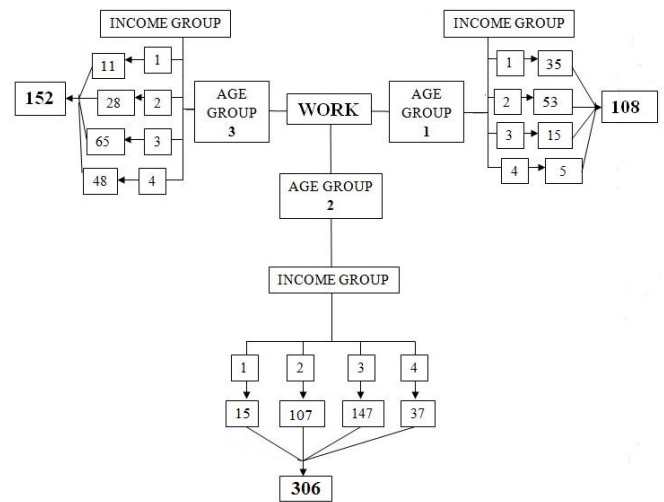 INCOME GROUP
11 1
28 2
65 3
48 4
152
AGE
GROUP
3
WORK
AGE
GROUP
1
INCOME GROUP
1 35
2 53
3 15
4 5
108
AGE GROUP
2
INCOME GROUP
1 2 3 4
15 107 147 37
306